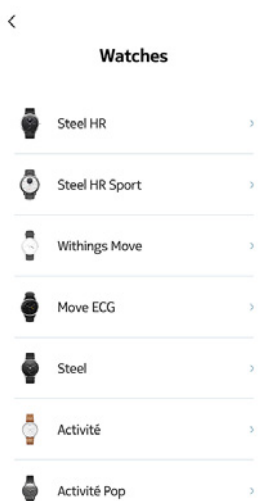 Watches
Steel HR
Steel HR Sport
Withings Move
Move ECG
Steel
Activité
Activité Pop